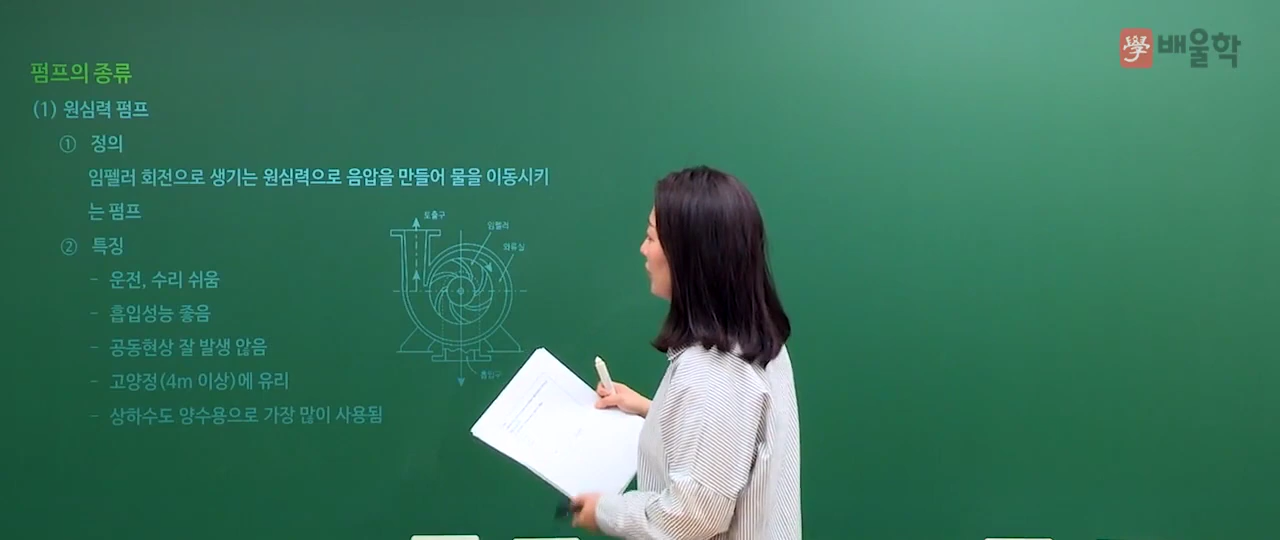 學 배울학
펌프의 종류
(1) 원심력 펌프
① 정의
임펠러 회전으로 생기는 원심력으로 음압을 만들어 물을 이동시키
는 펌프
② 특징
- 운전, 수리 쉬움
- 흡입성능 좋음
- 공동현상 잘 발생 않음
- 고양정(4m 이상)에 유리
- 상하수도 양수용으로 가장 많이 사용됨
토출구
임펠러
와류실
흡입구